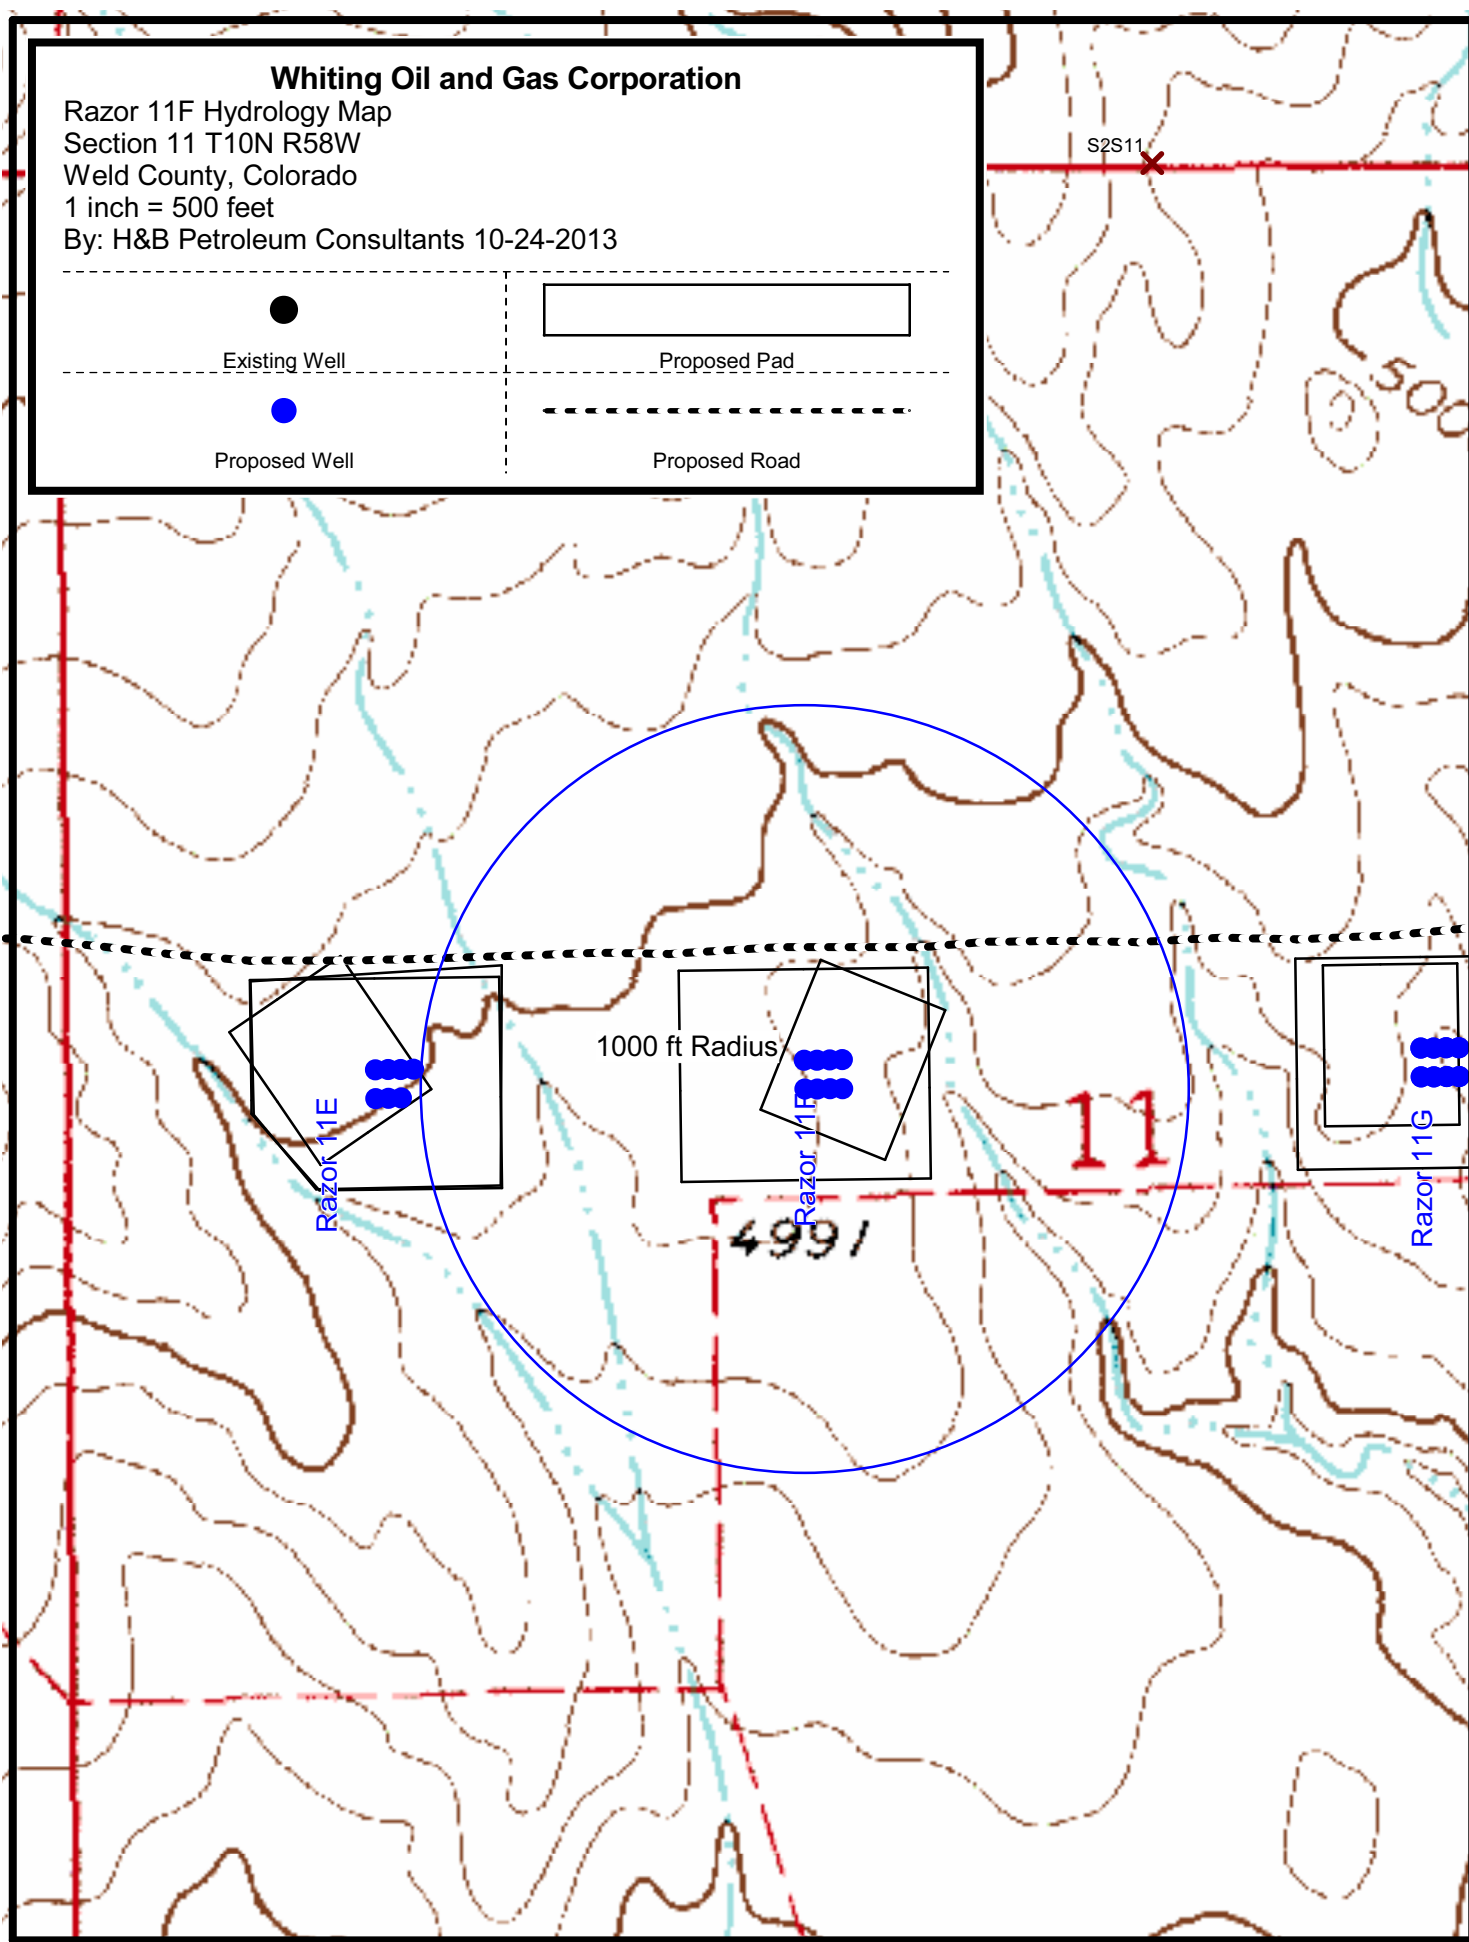 Whiting Oil and Gas Corporation
Razor 11F Hydrology Map
Section 11 T10N R58W
Weld County, Colorado
1 inch = 500 feet
By: H&B Petroleum Consultants 10-24-2013
Existing Well
Proposed Pad
Proposed Well
Proposed Road
S2S11
500
1000 ft Radius
Razor 11E
Razor 11F
11
Razor 11G
4991